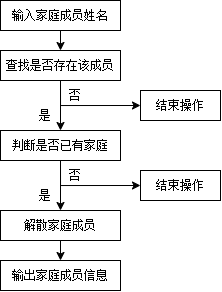 输入家庭成员姓名
查找是否存在该成员
否
结束操作
是
判断是否已有家庭
否
结束操作
是
解散家庭成员
输出家庭成员信息